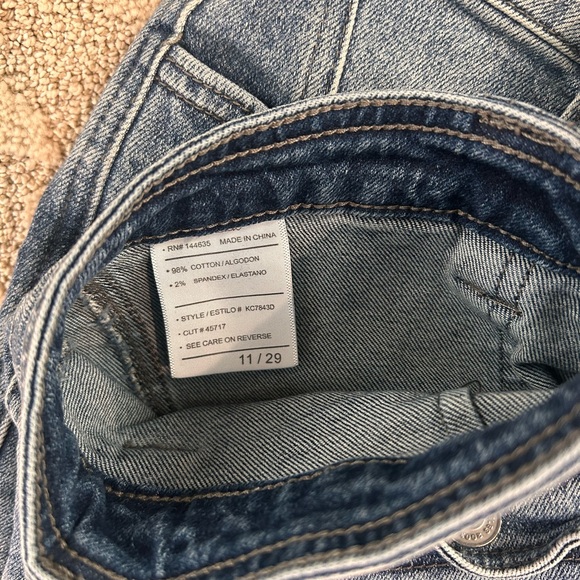 • RN# 144635 MADE IN CHINA
• 98% COTTON / ALGODON
• 2% SPANDEX / ELASTANO
• STYLE / ESTILO # KC7843D
• CUT # 45717
• SEE CARE ON REVERSE
11 / 29